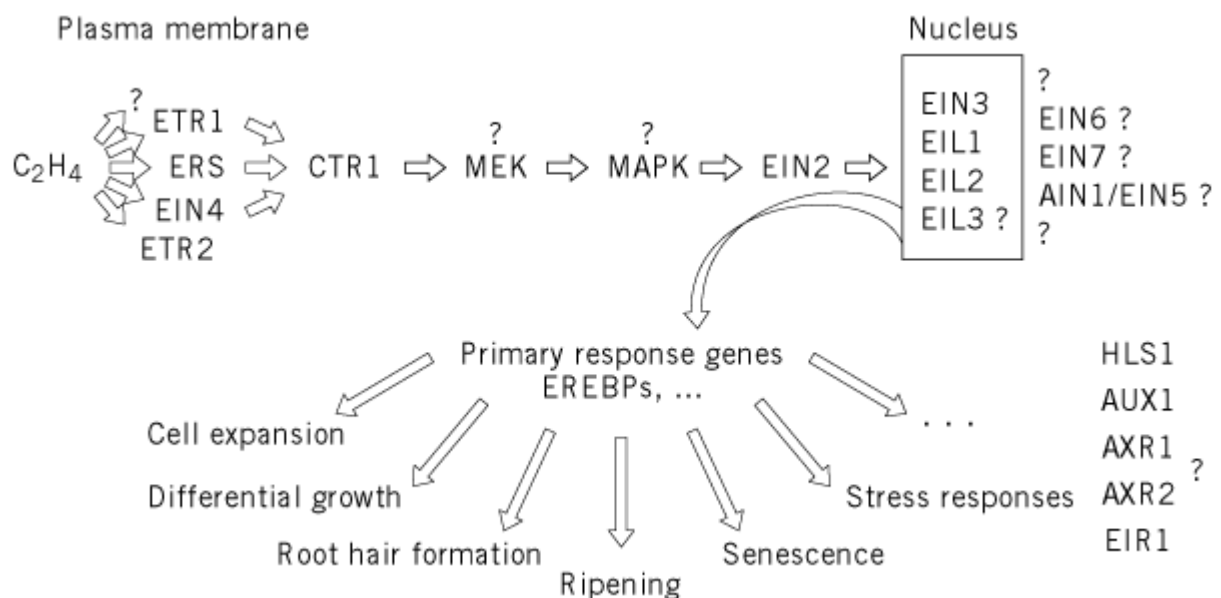 Plasma membrane
Nucleus
?
ETR1
C₂H₄
ERS
EIN4
ETR2
CTR1
?
MEK
?
MAPK
EIN2
EIN3
EIL1
EIL2
EIL3 ?
?
EIN6 ?
EIN7 ?
AIN1/EIN5 ?
?
Primary response genes
EREBPs, ...
Cell expansion
Differential growth
Root hair formation
Ripening
Senescence
Stress responses
. . .
HLS1
AUX1
AXR1
?
AXR2
EIR1